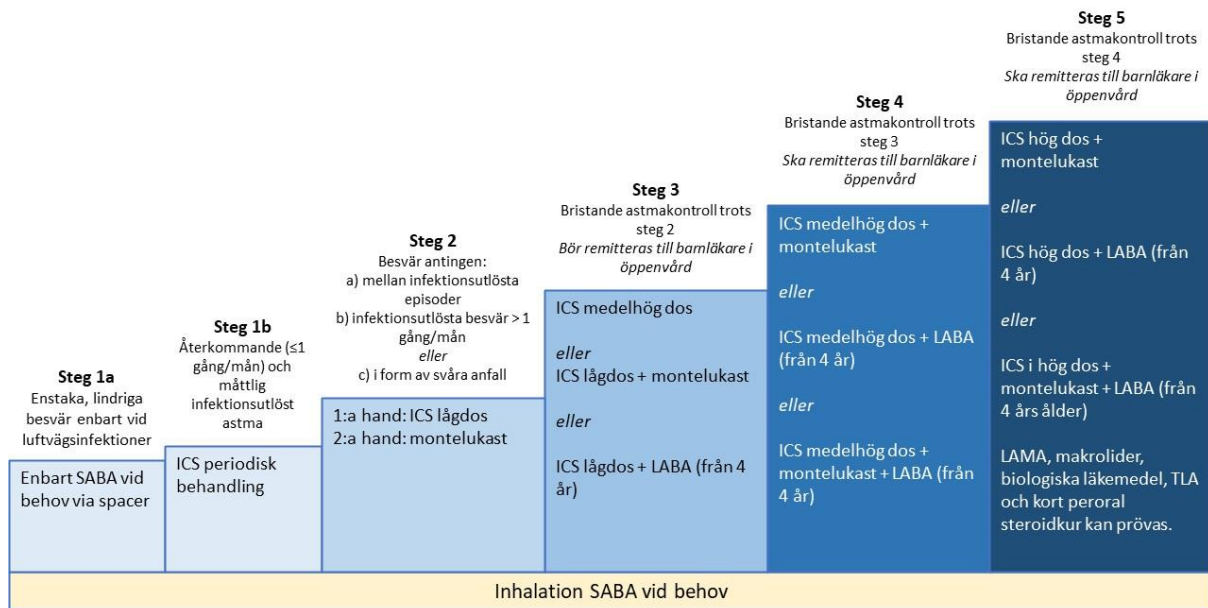 Steg 1a
Enstaka, lindriga
besvär enbart vid
luftvägsinfektioner
Enbart SABA vid
behov via spacer
Steg 1b
Återkommande (≤1
gång/mån) och
måttlig
infektionsutlöst
astma
ICS periodisk
behandling
Steg 2
Besvär antingen:
a) mellan infektionsutlösta
episoder
b) infektionsutlösta besvär > 1
gång/mån
eller
c) i form av svåra anfall
1:a hand: ICS lågdos
2:a hand: montelukast
Steg 3
Bristande astmakontroll trots
steg 2
Bör remitteras till barnläkare i
öppenvård
ICS medelhög dos
eller
ICS lågdos + montelukast
eller
ICS lågdos + LABA (från 4
år)
Steg 4
Bristande astmakontroll trots
steg 3
Ska remitteras till barnläkare i
öppenvård
ICS medelhög dos +
montelukast
eller
ICS medelhög dos + LABA
(från 4 år)
eller
ICS medelhög dos +
montelukast + LABA (från
4 år)
Steg 5
Bristande astmakontroll trots
steg 4
Ska remitteras till barnläkare i
öppenvård
ICS hög dos +
montelukast
eller
ICS hög dos + LABA (från
4 år)
eller
ICS i hög dos +
montelukast + LABA (från
4 års ålder)
LAMA, makrolider,
biologiska läkemedel, TLA
och kort peroral
steroidkur kan prövas.
Inhalation SABA vid behov